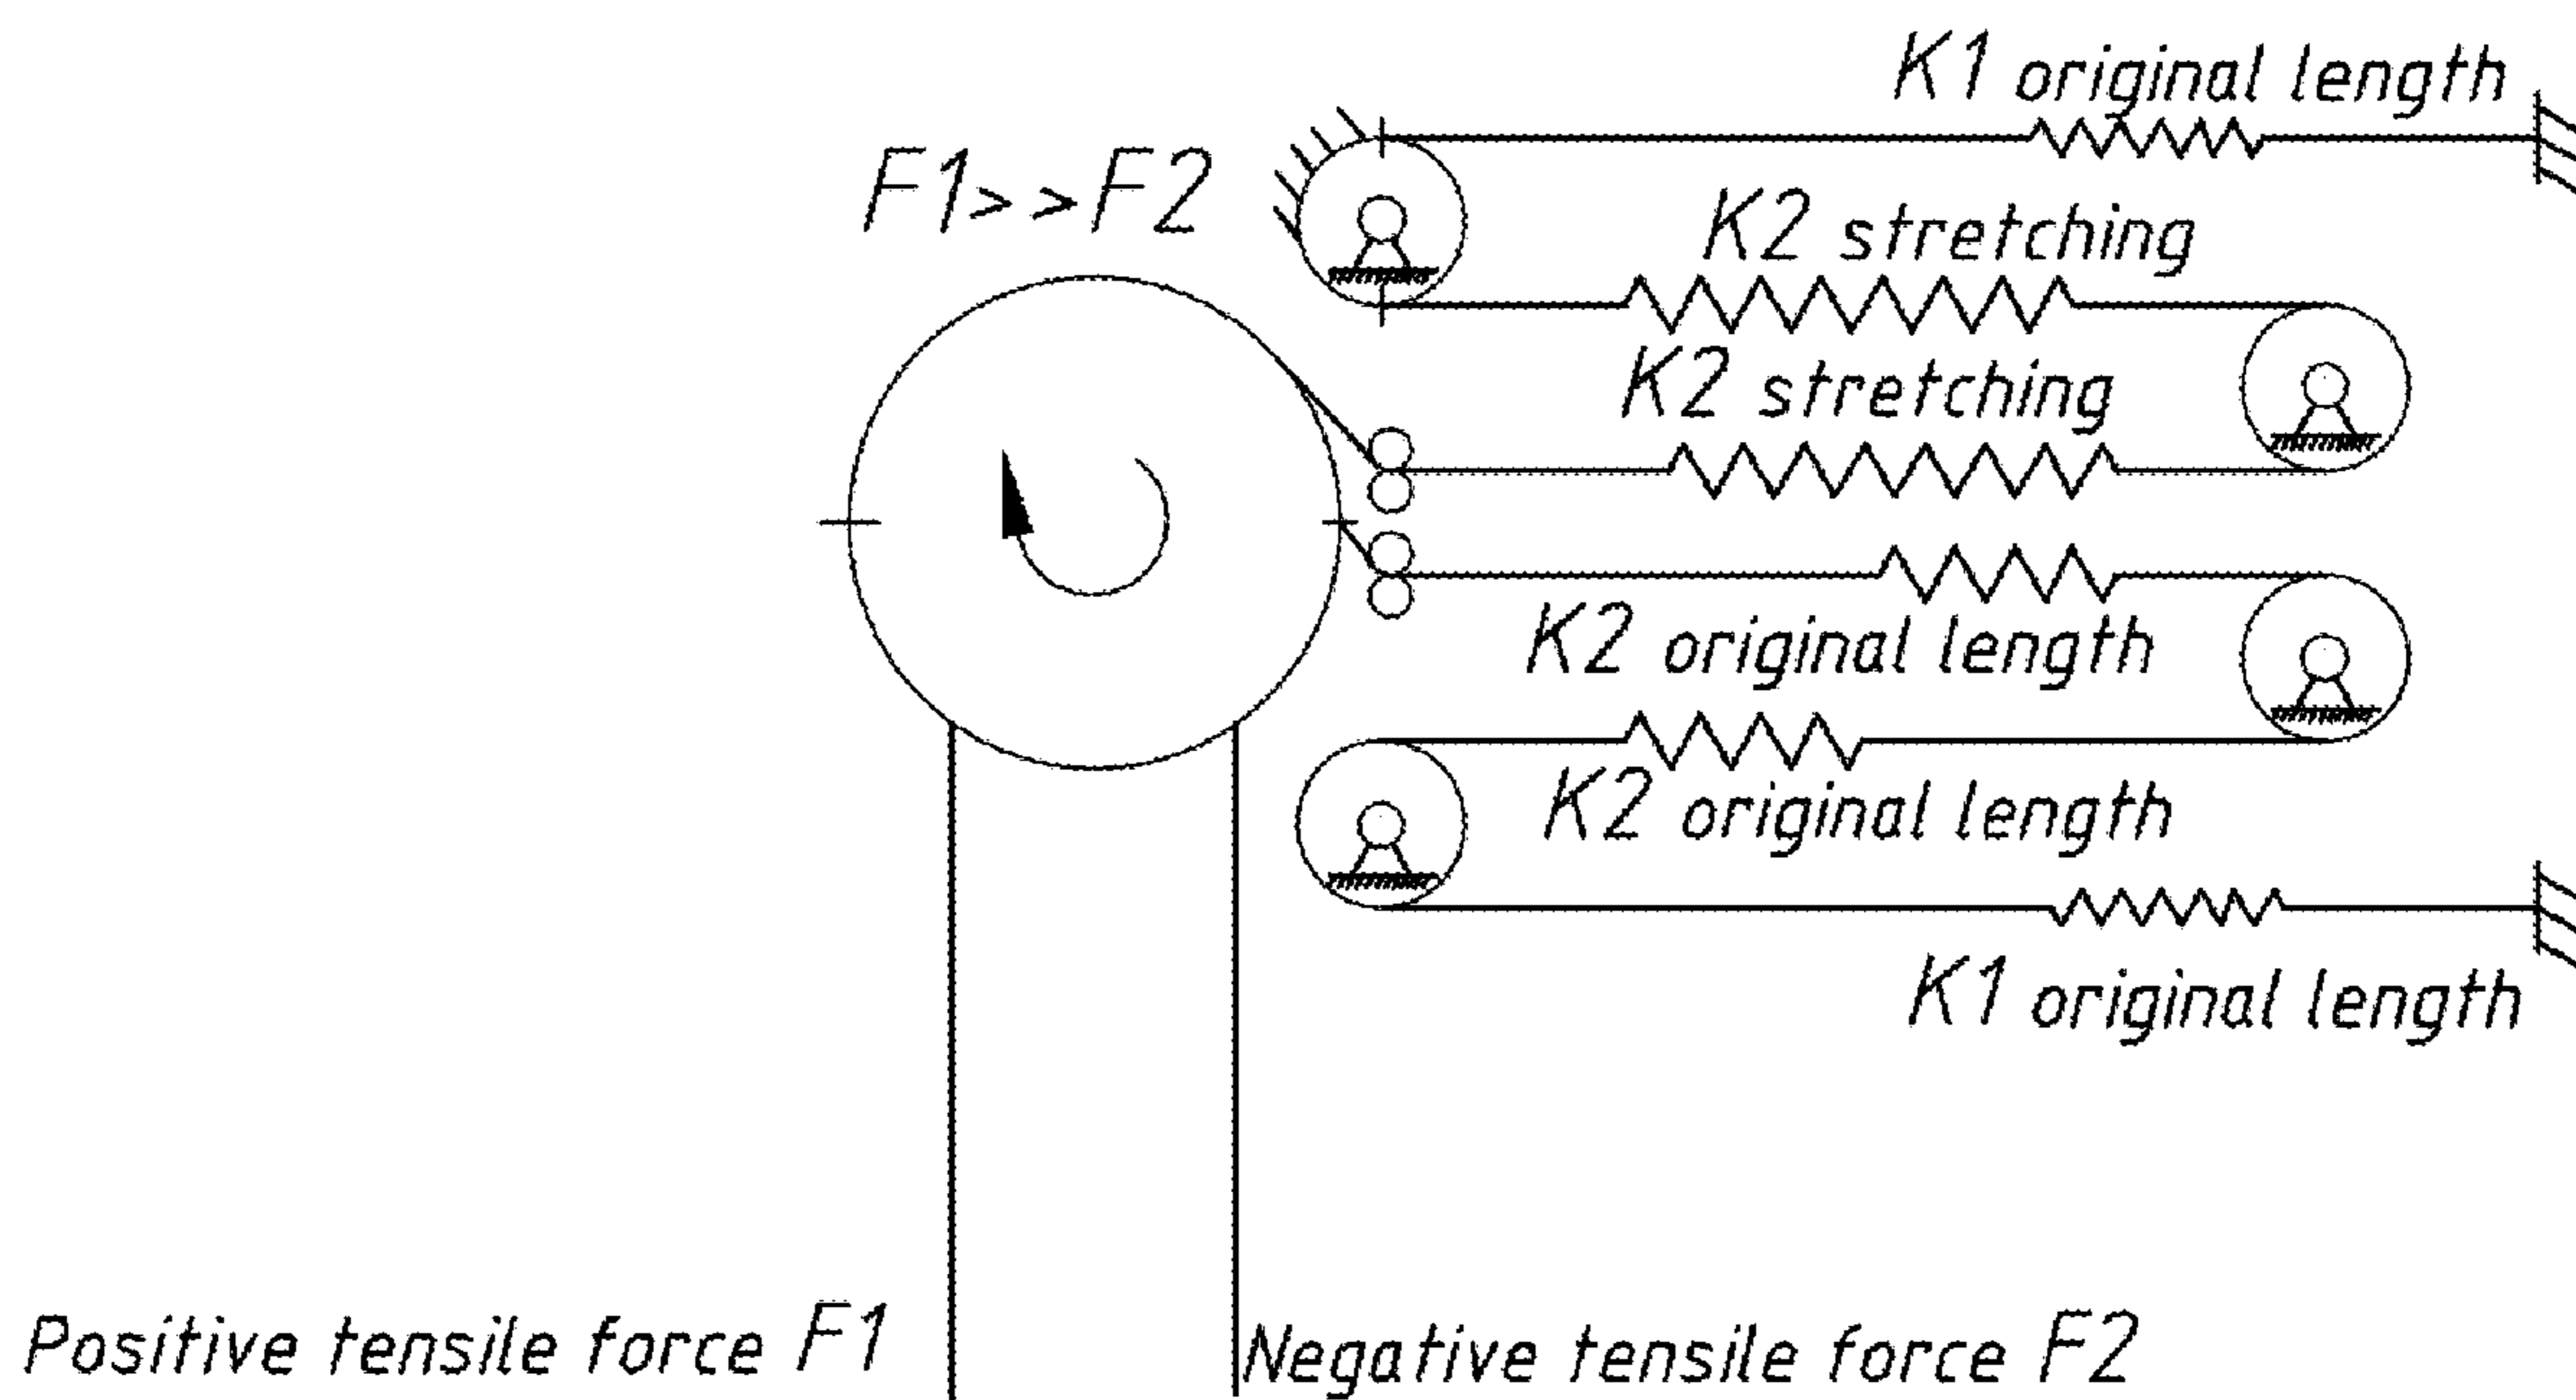 K1 original length
F1>>F2
K2 stretching
K2 stretching
K2 original length
K2 original length
K1 original length
Positive tensile force F1
Negative tensile force F2